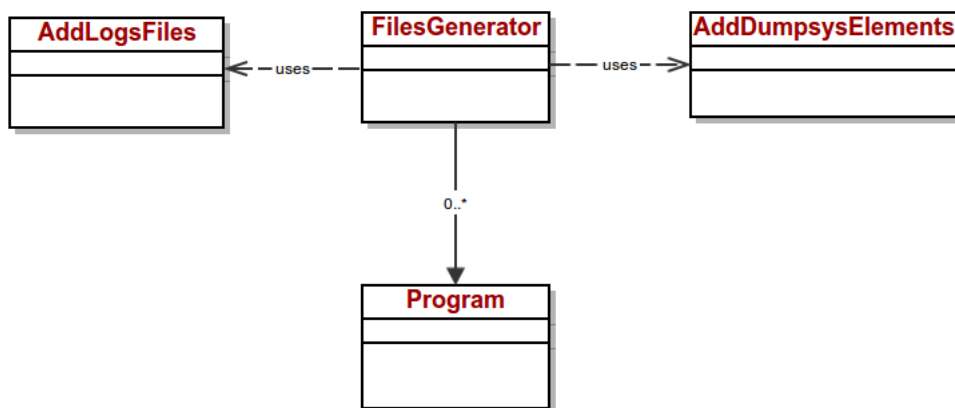 AddLogsFiles
FilesGenerator
AddDumpsysElements
uses
uses
0..*
Program